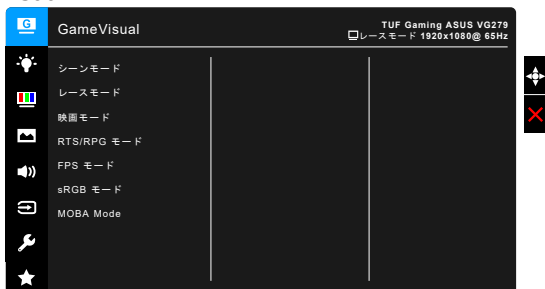 G
GameVisual
TUF Gaming ASUS VG279
レースモード 1920x1080@ 65Hz
シーンモード
レースモード
映画モード
RTS/RPG モード
FPS モード
sRGB モード
MOBA Mode